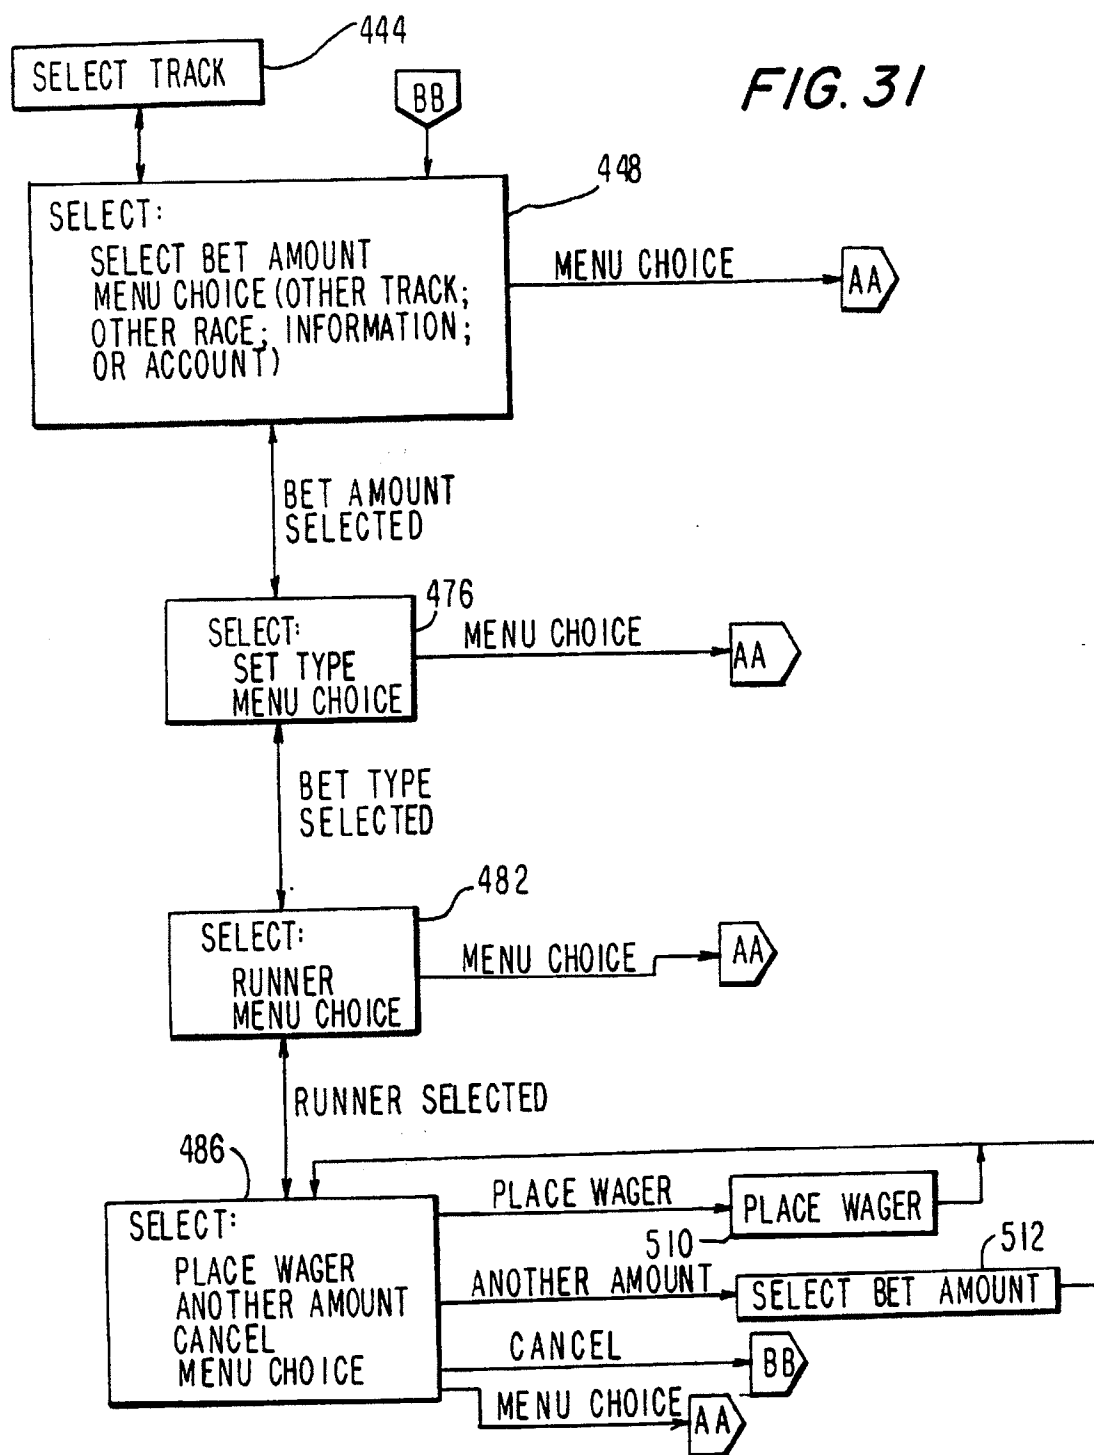 444
SELECT TRACK
BB
FIG. 31
448
SELECT:
SELECT BET AMOUNT
MENU CHOICE (OTHER TRACK;
OTHER RACE; INFORMATION;
OR ACCOUNT)
MENU CHOICE
AA
BET AMOUNT
SELECTED
476
SELECT:
SET TYPE
MENU CHOICE
MENU CHOICE
AA
BET TYPE
SELECTED
482
SELECT:
RUNNER
MENU CHOICE
MENU CHOICE
AA
RUNNER SELECTED
486
SELECT:
PLACE WAGER
ANOTHER AMOUNT
CANCEL
MENU CHOICE
PLACE WAGER
PLACE WAGER
510
512
ANOTHER AMOUNT
SELECT BET AMOUNT
CANCEL
BB
MENU CHOICE
AA